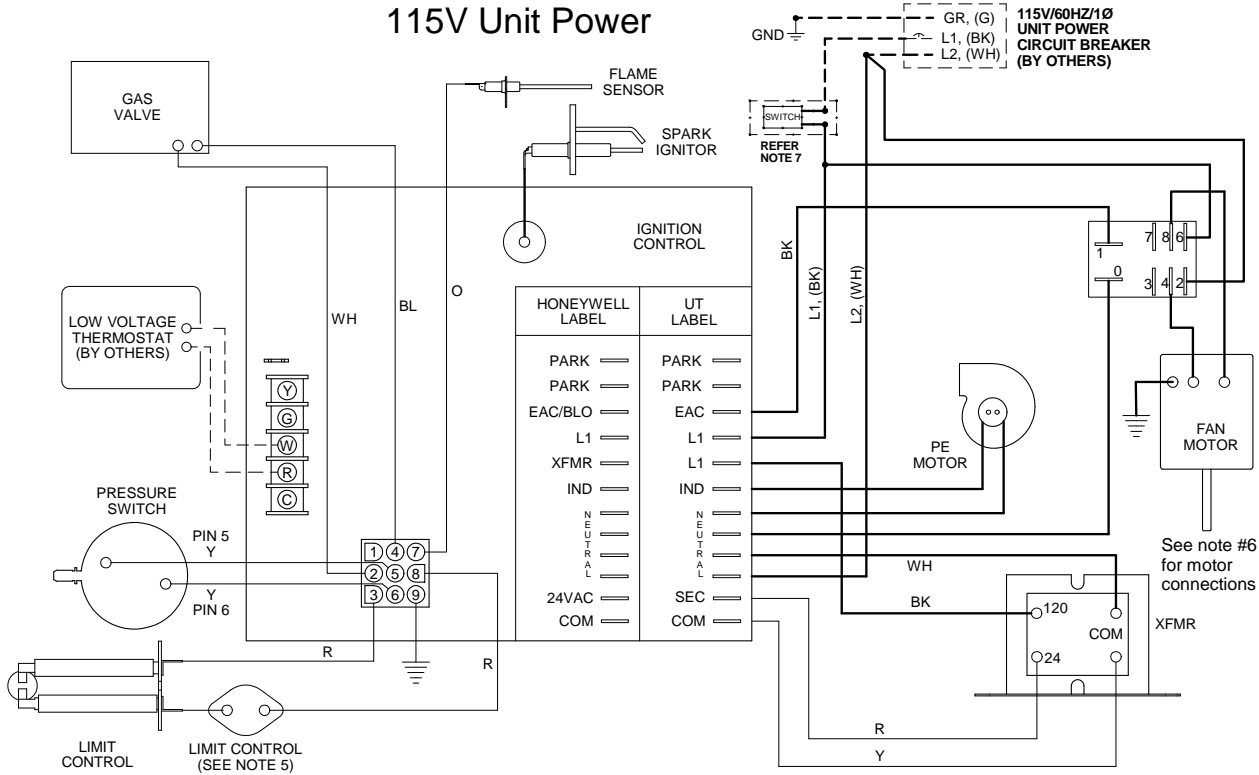 115V Unit Power
GND
GR, (G)
L1, (BK)
L2, (WH)
115V/60HZ/1Ø
UNIT POWER
CIRCUIT BREAKER
(BY OTHERS)
GAS
VALVE
FLAME
SENSOR
SPARK
IGNITOR
SWITCH
REFER
NOTE 7
IGNITION
CONTROL
WH
BL
O
BK
L1, (BK)
L2, (WH)
7 8 6
1
0
3 4 2
LOW VOLTAGE
THERMOSTAT
(BY OTHERS)
Y
G
W
R
C
HONEYWELL
LABEL
UT
LABEL
PARK
PARK
PARK
PARK
EAC/BLO
EAC
L1
L1
XFMR
L1
IND
IND
NEUTRAL
NEUTRAL
24VAC
SEC
COM
COM
PE
MOTOR
FAN
MOTOR
See note #6
for motor
connections
PRESSURE
SWITCH
PIN 5
Y
Y
PIN 6
1 4 7
2 5 8
3 6 9
WH
BK
120
COM
24
XFMR
R
R
R
Y
LIMIT
CONTROL
LIMIT CONTROL
(SEE NOTE 5)